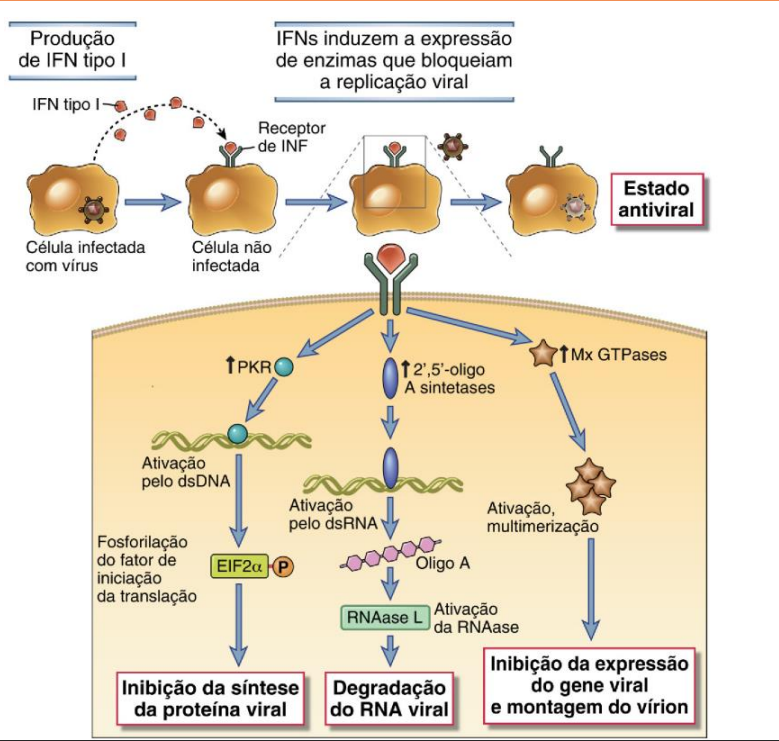 Produção
de IFN tipo I
IFNs induzem a expressão
de enzimas que bloqueiam
a replicação viral
IFN tipo I
Receptor
de INF
Célula infectada
com vírus
Célula não
infectada
Estado
antiviral
↑PKR
↑2',5'-oligo
A sintetases
↑Mx GTPases
Ativação
pelo dsDNA
Ativação
pelo dsRNA
Ativação,
multimerização
Fosforilação
do fator de
iniciação
da translação
EIF2α P
Oligo A
RNAase L
Ativação
da RNAase
Inibição da síntese
da proteína viral
Degradação
do RNA viral
Inibição da expressão
do gene viral
e montagem do vírion